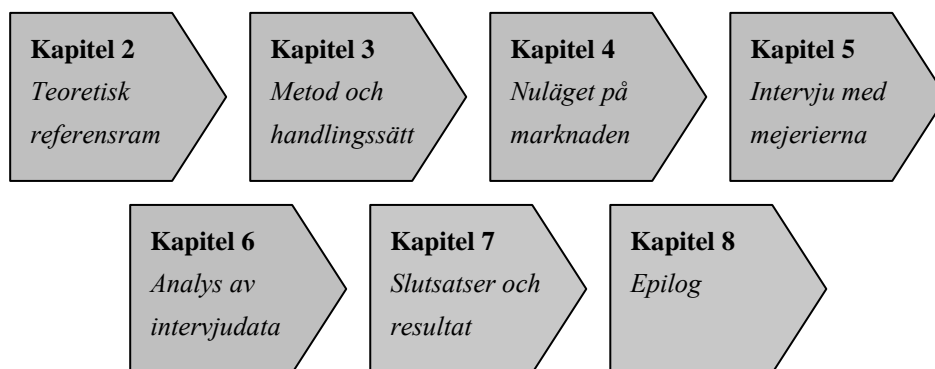 Kapitel 2
Teoretisk
referensram
Kapitel 3
Metod och
handlingssätt
Kapitel 4
Nuläget på
marknaden
Kapitel 5
Intervju med
mejerierna
Kapitel 6
Analys av
intervjudata
Kapitel 7
Slutsatser och
resultat
Kapitel 8
Epilog